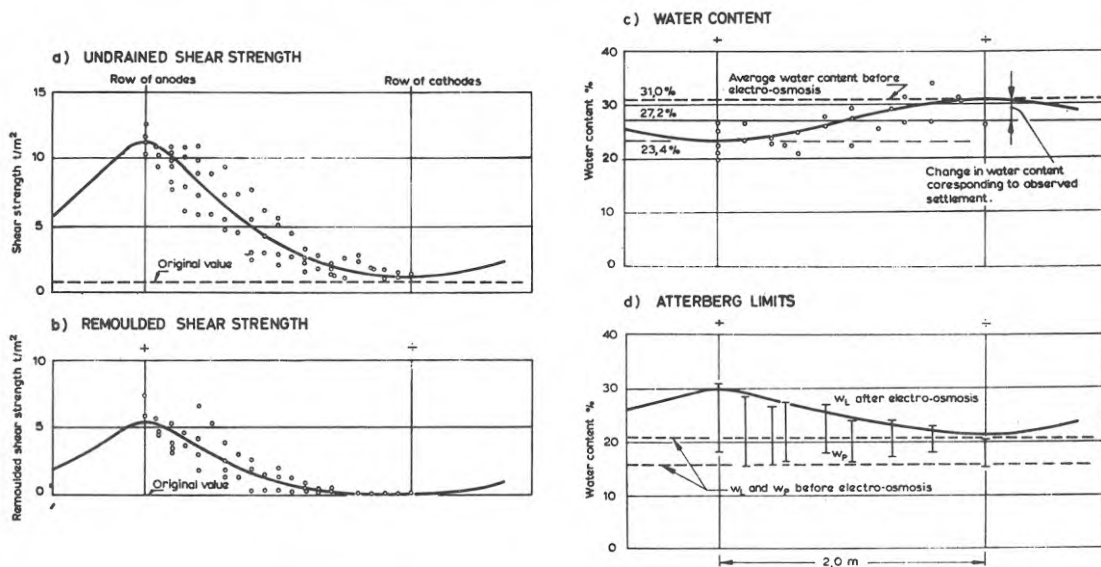 a) UNDRAINED SHEAR STRENGTH
Row of anodes
Row of cathodes
15
10
5
0
Shear strength t/m²
Original value
b) REMOULDED SHEAR STRENGTH
+
÷
10
5
0
Remoulded shear strength t/m²
Original value
c) WATER CONTENT
+
÷
40
30
20
10
0
Water content %
31,0%
27,2%
23,4%
Average water content before
electro-osmosis
Change in water content
coresponding to observed
settlement.
d) ATTERBERG LIMITS
+
÷
40
30
20
10
0
Water content %
wL after electro-osmosis
wP
wL and wP before electro-osmosis
2,0 m